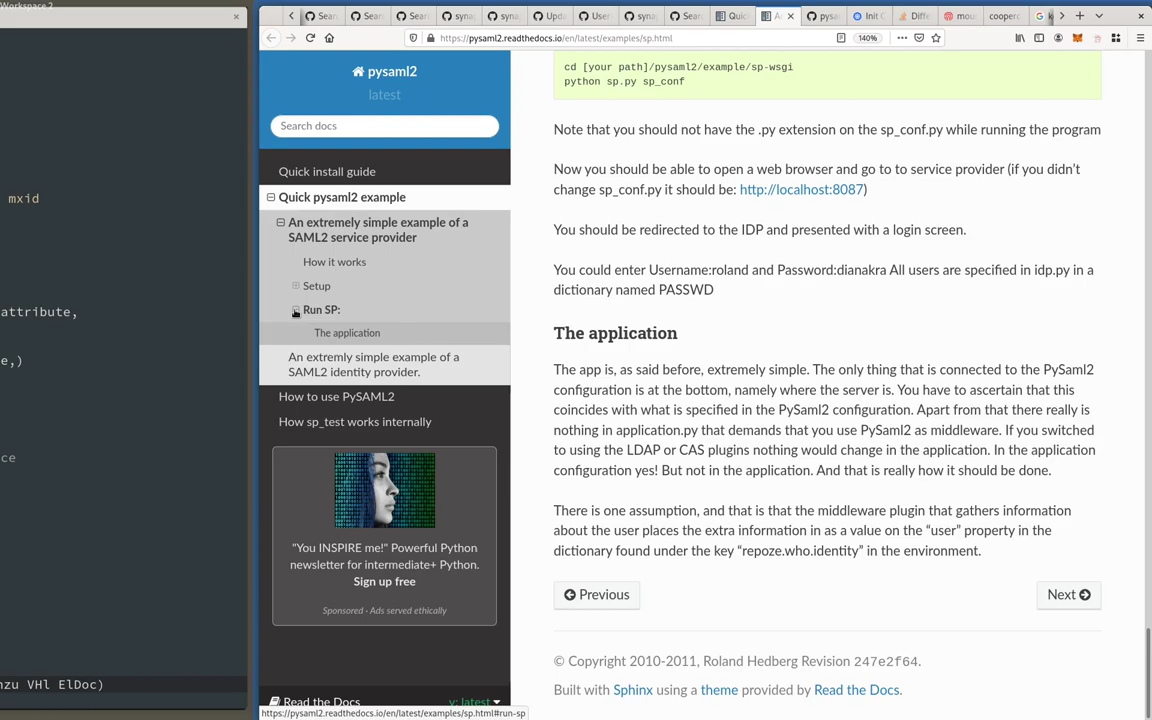 Workspace 2
mxid
attribute,
e,)
ce
nzu VHl ElDoc)
Sear
Sear
Sear
syna
syna
Upda
User
syna
Sear
Quic
pysa
Init C
Diffe
mou
cooperc
https://pysaml2.readthedocs.io/en/latest/examples/sp.html
140%
pysaml2
latest
Search docs
Quick install guide
Quick pysaml2 example
An extremely simple example of a
SAML2 service provider
How it works
Setup
Run SP:
The application
An extremly simple example of a
SAML2 identity provider.
How to use PySAML2
How sp_test works internally
"You INSPIRE me!" Powerful Python
newsletter for intermediate+ Python.
Sign up free
Sponsored · Ads served ethically
Read the Docs
v: latest
https://pysaml2.readthedocs.io/en/latest/examples/sp.html#run-sp
cd [your path]/pysaml2/example/sp-wsgi
python sp.py sp_conf
Note that you should not have the .py extension on the sp_conf.py while running the program
Now you should be able to open a web browser and go to to service provider (if you didn't
change sp_conf.py it should be: http://localhost:8087)
You should be redirected to the IDP and presented with a login screen.
You could enter Username:roland and Password:dianakra All users are specified in idp.py in a
dictionary named PASSWD
The application
The app is, as said before, extremely simple. The only thing that is connected to the PySaml2
configuration is at the bottom, namely where the server is. You have to ascertain that this
coincides with what is specified in the PySaml2 configuration. Apart from that there really is
nothing in application.py that demands that you use PySaml2 as middleware. If you switched
to using the LDAP or CAS plugins nothing would change in the application. In the application
configuration yes! But not in the application. And that is really how it should be done.
There is one assumption, and that is that the middleware plugin that gathers information
about the user places the extra information in as a value on the “user” property in the
dictionary found under the key “repoze.who.identity” in the environment.
Previous
Next
© Copyright 2010-2011, Roland Hedberg Revision 247e2f64.
Built with Sphinx using a theme provided by Read the Docs.